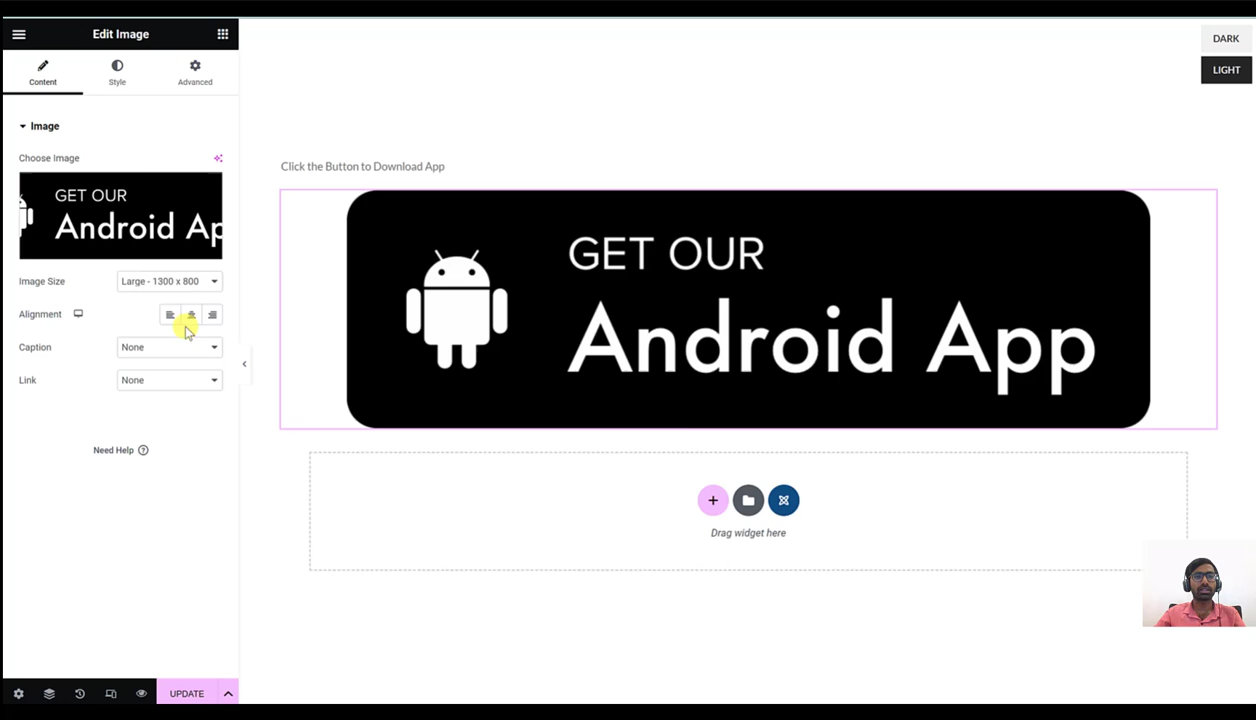 Edit Image
DARK
LIGHT
Content
Style
Advanced
Image
Choose Image
GET OUR
Android Ap
Image Size
Large - 1300 x 800
Alignment
Caption
None
Link
None
Need Help
UPDATE
Click the Button to Download App
GET OUR
Android App
Drag widget here